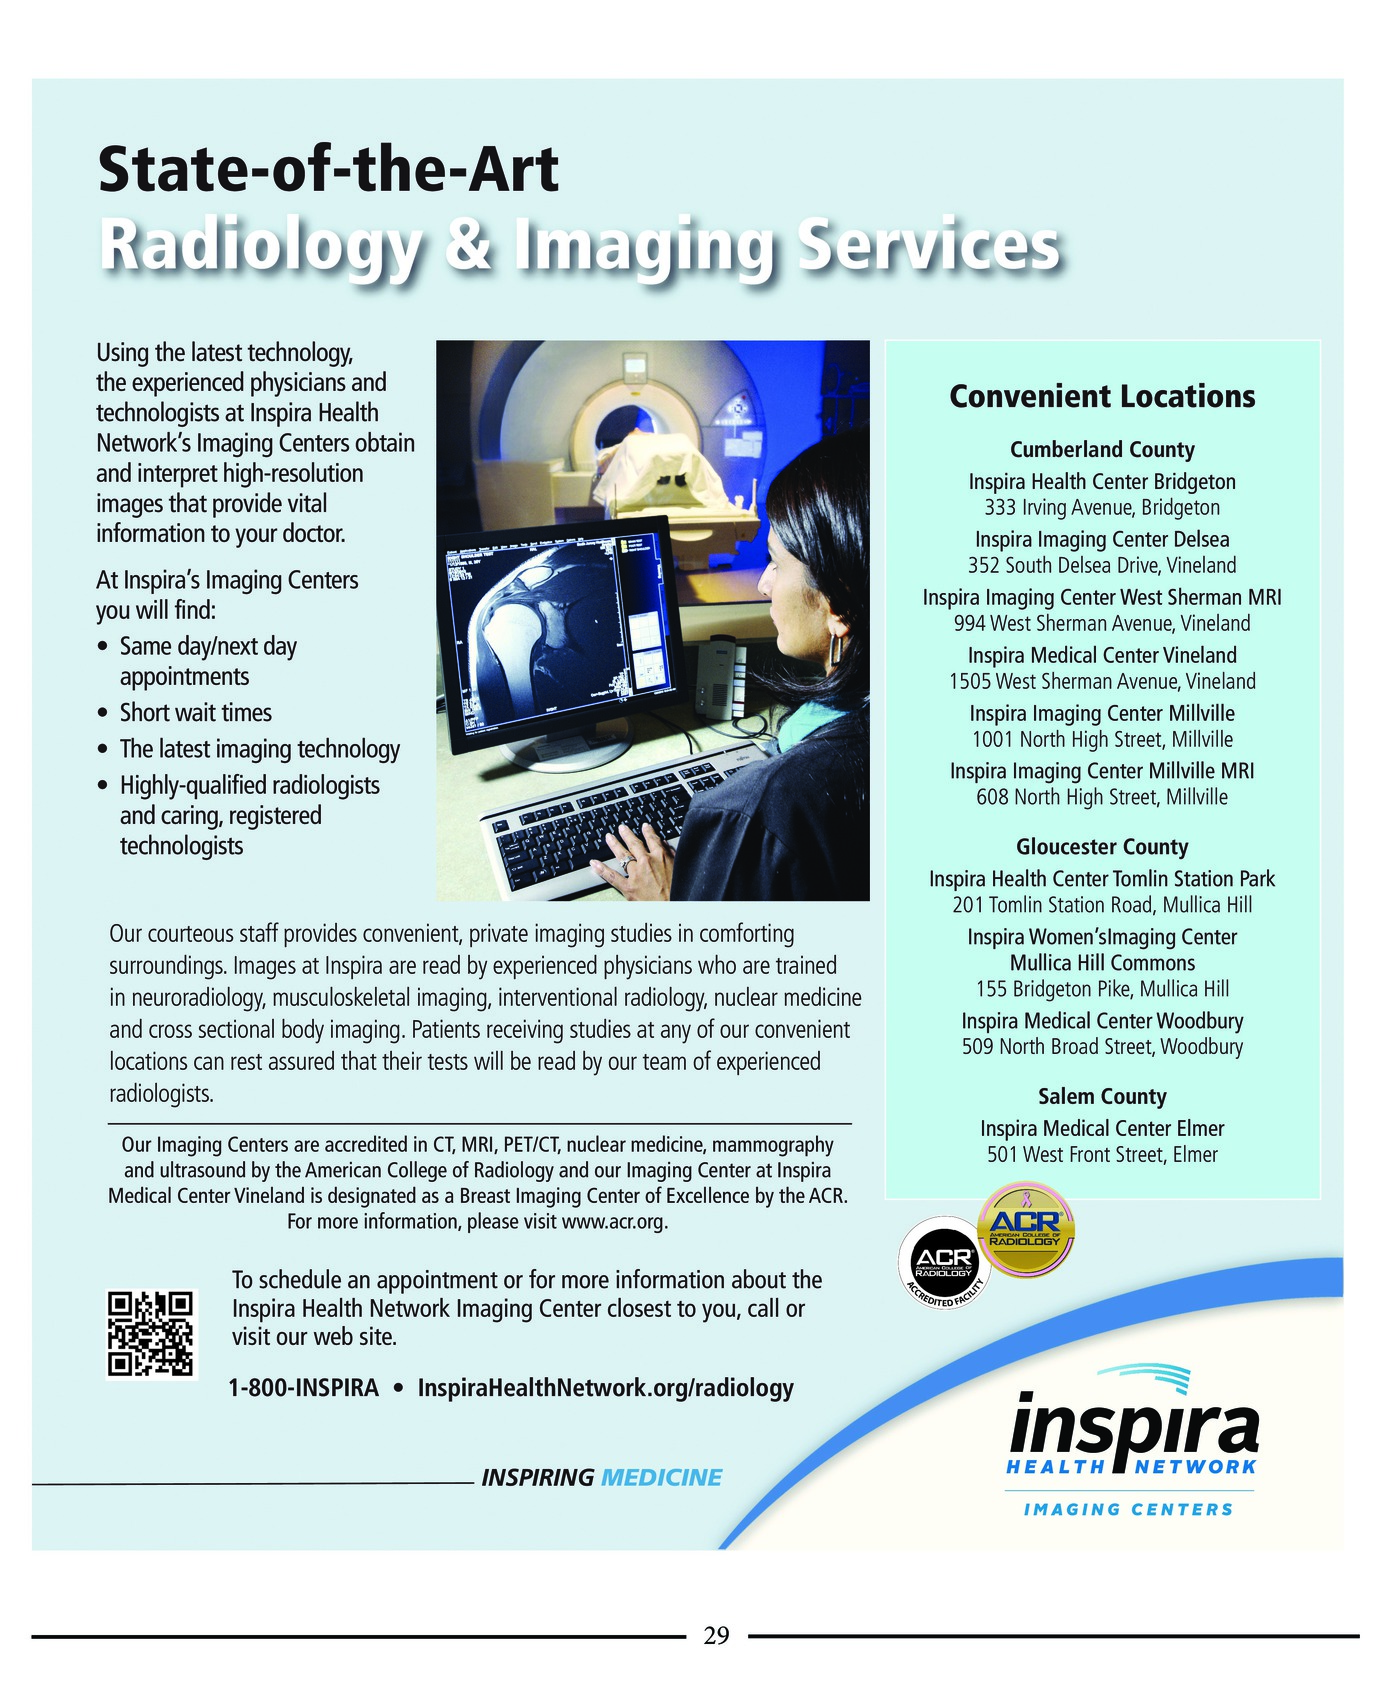 State-of-the-Art
Radiology & Imaging Services
Using the latest technology,
the experienced physicians and
technologists at Inspira Health
Network’s Imaging Centers obtain
and interpret high-resolution
images that provide vital
information to your doctor.
At Inspira’s Imaging Centers
you will find:
• Same day/next day
appointments
• Short wait times
• The latest imaging technology
• Highly-qualified radiologists
and caring, registered
technologists
Our courteous staff provides convenient, private imaging studies in comforting
surroundings. Images at Inspira are read by experienced physicians who are trained
in neuroradiology, musculoskeletal imaging, interventional radiology, nuclear medicine
and cross sectional body imaging. Patients receiving studies at any of our convenient
locations can rest assured that their tests will be read by our team of experienced
radiologists.
Our Imaging Centers are accredited in CT, MRI, PET/CT, nuclear medicine, mammography
and ultrasound by the American College of Radiology and our Imaging Center at Inspira
Medical Center Vineland is designated as a Breast Imaging Center of Excellence by the ACR.
For more information, please visit www.acr.org.
To schedule an appointment or for more information about the
Inspira Health Network Imaging Center closest to you, call or
visit our web site.
1-800-INSPIRA • InspiraHealthNetwork.org/radiology
INSPIRING MEDICINE
Convenient Locations
Cumberland County
Inspira Health Center Bridgeton
333 Irving Avenue, Bridgeton
Inspira Imaging Center Delsea
352 South Delsea Drive, Vineland
Inspira Imaging Center West Sherman MRI
994 West Sherman Avenue, Vineland
Inspira Medical Center Vineland
1505 West Sherman Avenue, Vineland
Inspira Imaging Center Millville
1001 North High Street, Millville
Inspira Imaging Center Millville MRI
608 North High Street, Millville
Gloucester County
Inspira Health Center Tomlin Station Park
201 Tomlin Station Road, Mullica Hill
Inspira Women’sImaging Center
Mullica Hill Commons
155 Bridgeton Pike, Mullica Hill
Inspira Medical Center Woodbury
509 North Broad Street, Woodbury
Salem County
Inspira Medical Center Elmer
501 West Front Street, Elmer
ACR®
AMERICAN COLLEGE OF
RADIOLOGY
ACCREDITED FACILITY
ACR®
AMERICAN COLLEGE OF
RADIOLOGY
inspira
HEALTH NETWORK
IMAGING CENTERS
29